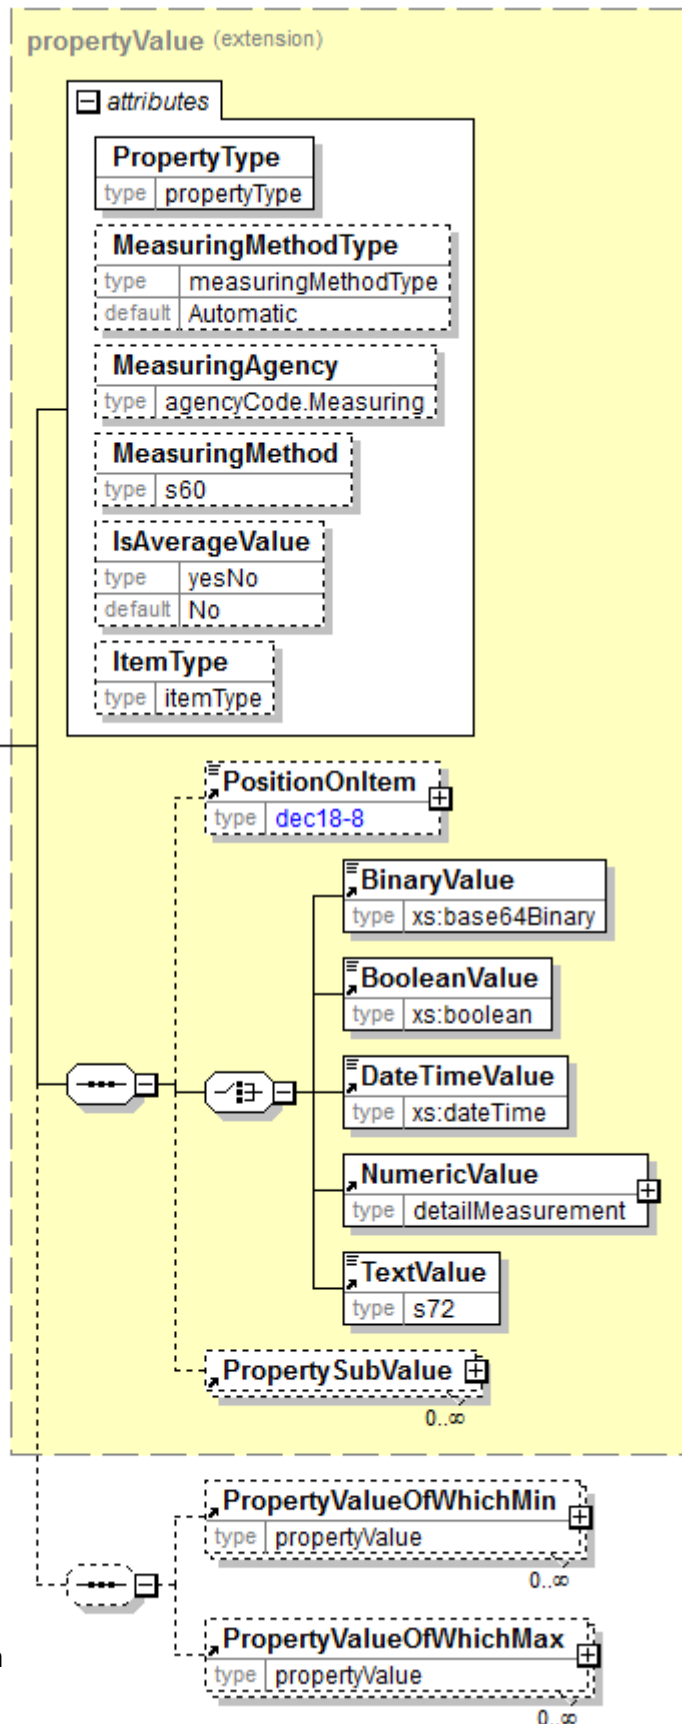 propertyValue (extension)
attributes
PropertyType
type propertyType
MeasuringMethodType
type measuringMethodType
default Automatic
MeasuringAgency
type agencyCode.Measuring
MeasuringMethod
type s60
IsAverageValue
type yesNo
default No
ItemType
type itemType
PositionOnItem
type dec18-8
BinaryValue
type xs:base64Binary
BooleanValue
type xs:boolean
DateTimeValue
type xs:dateTime
NumericValue
type detailMeasurement
TextValue
type s72
PropertySubValue
0..∞
PropertyValueOfWhichMin
type propertyValue
0..∞
PropertyValueOfWhichMax
type propertyValue
0..∞